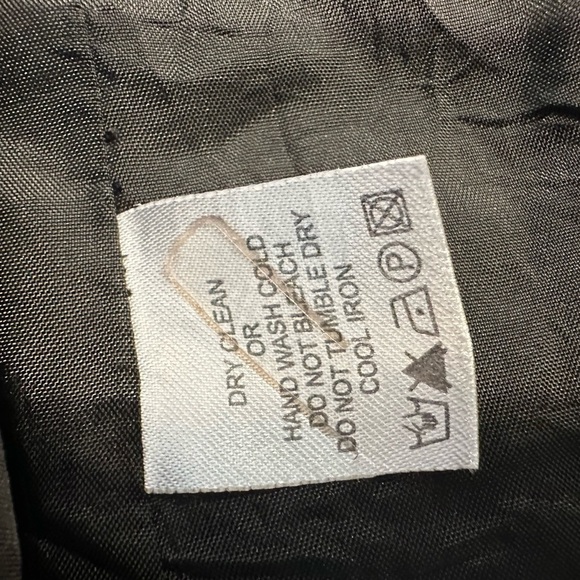 DRY CLEAN
OR
HAND WASH COLD
DO NOT BLEACH
DO NOT TUMBLE DRY
COOL IRON
P